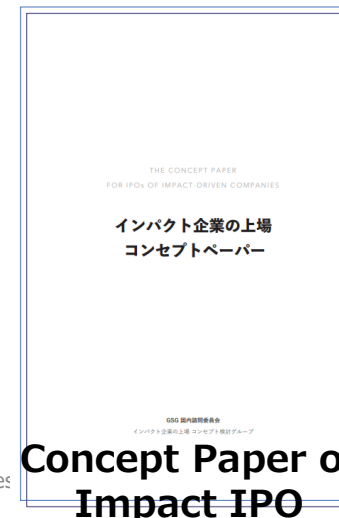 THE CONCEPT PAPER
FOR IPOs OF IMPACT-DRIVEN COMPANIES
インパクト企業の上場
コンセプトペーパー
GSG 国内諮問委員会
インパクト企業の上場 コンセプト検討グループ
Concept Paper o
Impact IPO